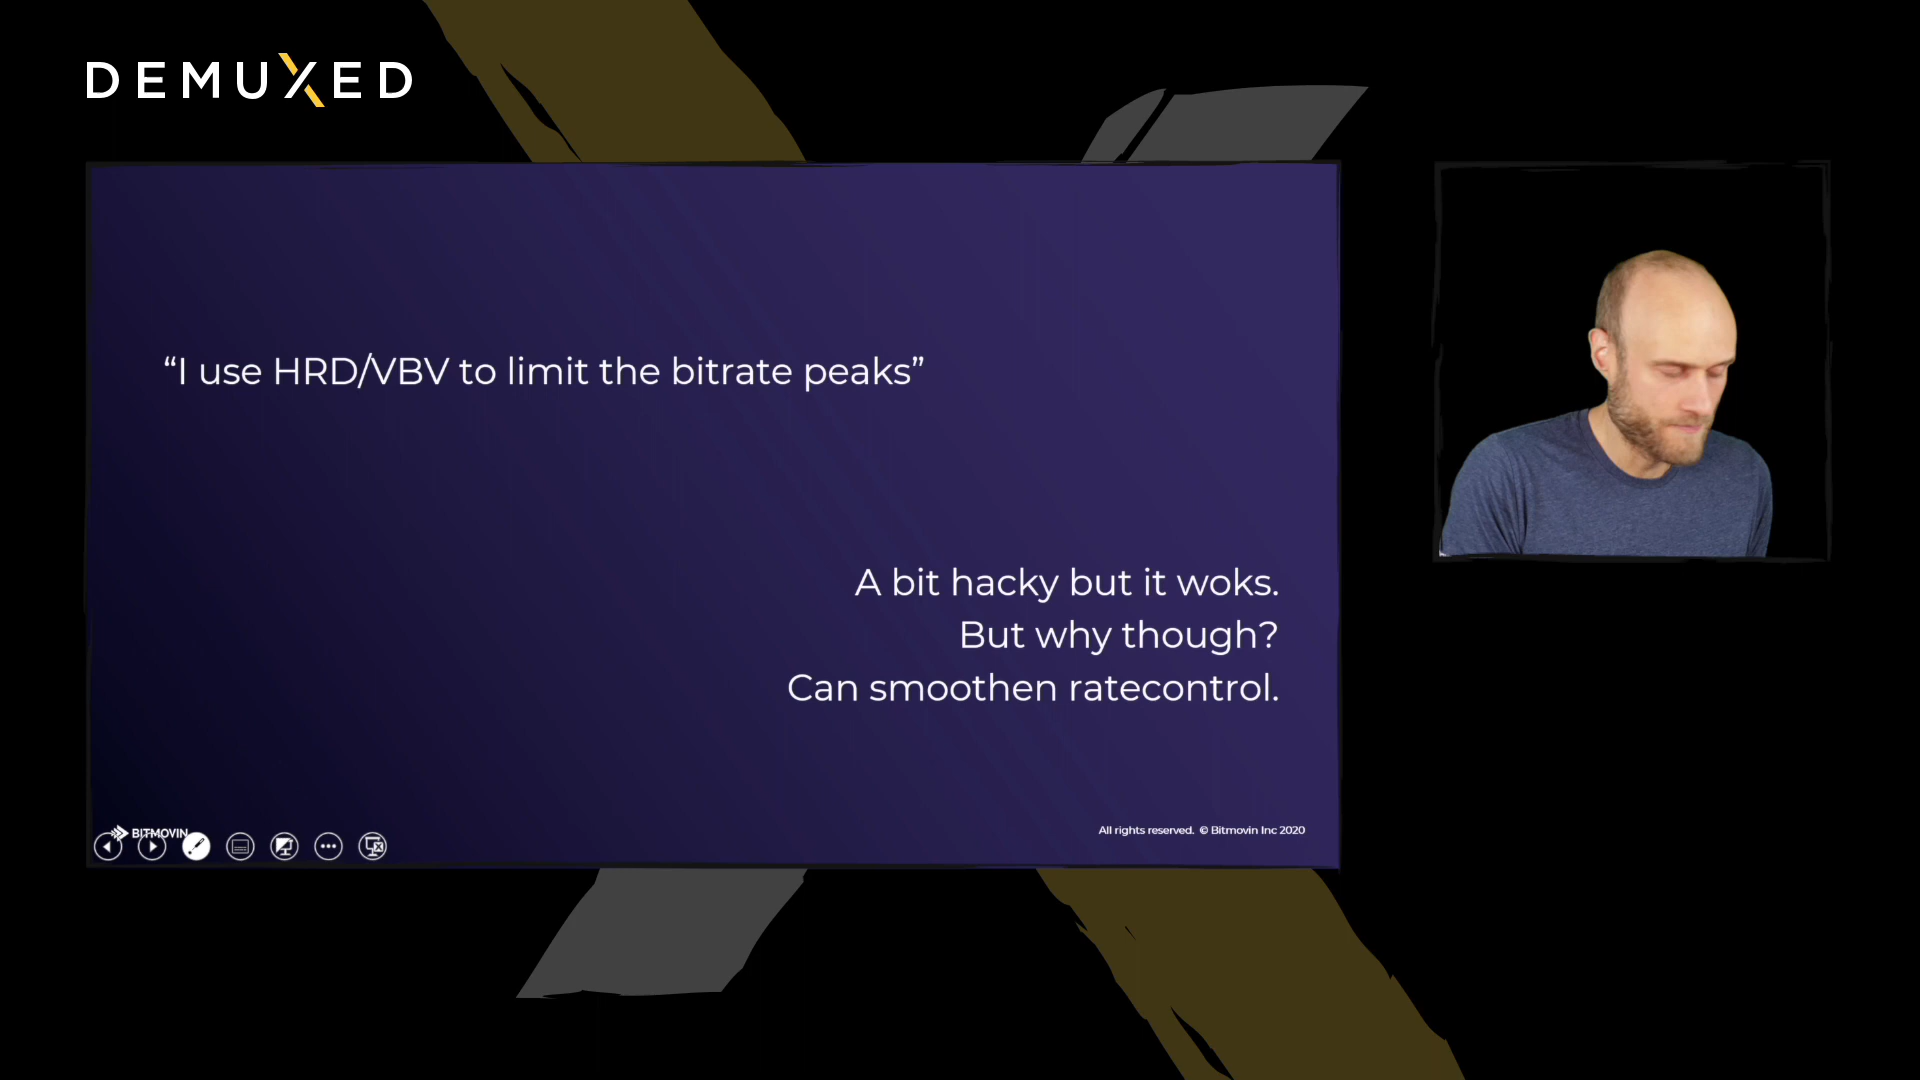 DEMUXED
“I use HRD/VBV to limit the bitrate peaks”
A bit hacky but it woks.
But why though?
Can smoothen ratecontrol.
BITMOVIN
All rights reserved. © Bitmovin Inc 2020